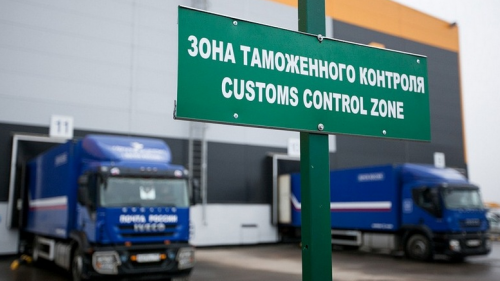 ЗОНА ТАМОЖЕННОГО КОНТРОЛЯ
CUSTOMS CONTROL ZONE
11
ПОЧТА РОССИИ
IVECO